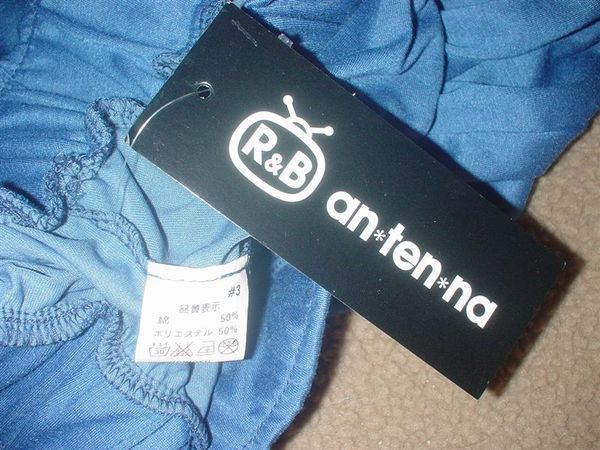 R&B
an*ten*na
#3
品質表示
綿 50%
ポリエステル 50%